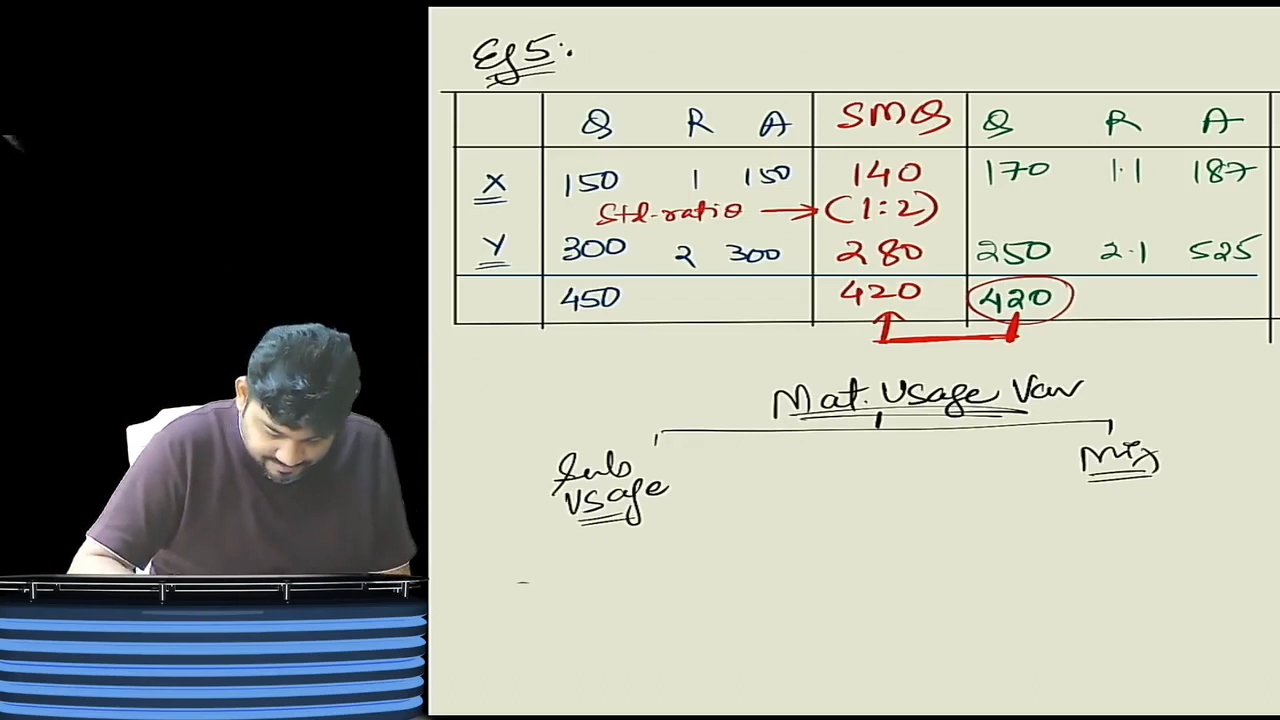 Eg 5:
Q R A SMQ Q R A
X 150 1 150 140 170 1.1 187
Std. ratio → (1:2)
Y 300 2 300 280 250 2.1 525
450 420 420
Mat. Usage Var
Sub Usage Mix